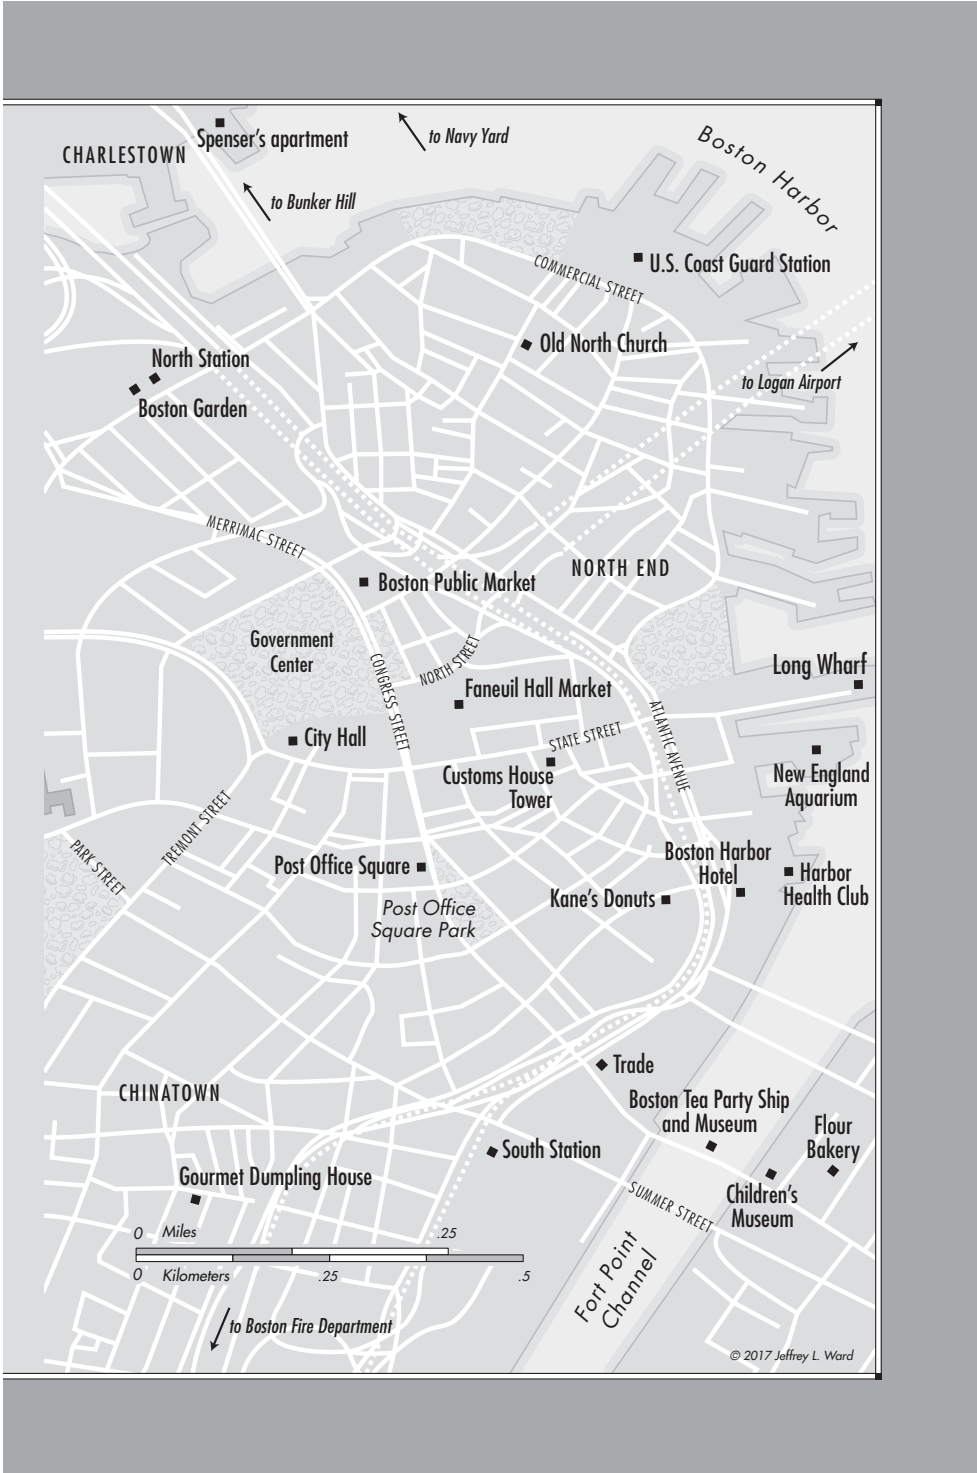 Spenser's apartment
to Navy Yard
Boston Harbor
CHARLESTOWN
to Bunker Hill
COMMERCIAL STREET
U.S. Coast Guard Station
Old North Church
North Station
to Logan Airport
Boston Garden
MERRIMAC STREET
NORTH END
Boston Public Market
Government
Center
NORTH STREET
CONGRESS STREET
Long Wharf
Faneuil Hall Market
ATLANTIC AVENUE
City Hall
STATE STREET
Customs House
Tower
New England
Aquarium
TREMONT STREET
PARK STREET
Post Office Square
Boston Harbor
Hotel
Harbor
Health Club
Kane's Donuts
Post Office
Square Park
Trade
CHINATOWN
Boston Tea Party Ship
and Museum
Flour
Bakery
South Station
Gourmet Dumpling House
Children's
Museum
SUMMER STREET
0 Miles .25
0 Kilometers .25 .5
Fort Point
Channel
to Boston Fire Department
© 2017 Jeffrey L. Ward